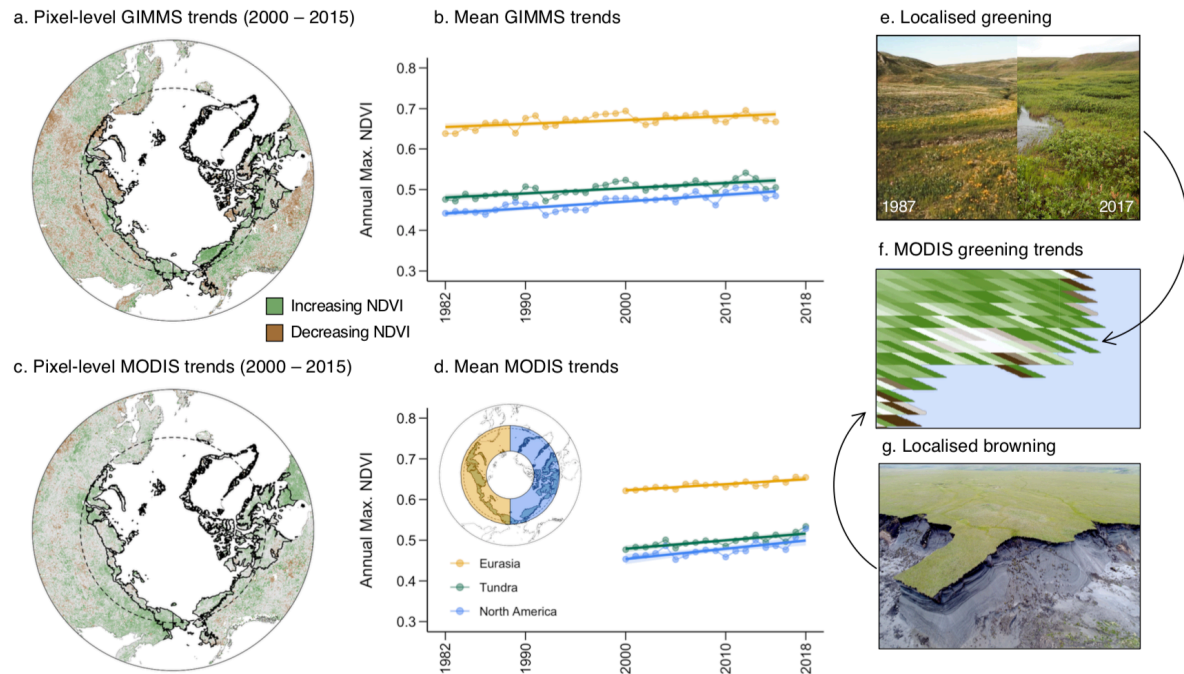 a. Pixel-level GIMMS trends (2000 – 2015)
Increasing NDVI
Decreasing NDVI
b. Mean GIMMS trends
Annual Max. NDVI
0.8
0.7
0.6
0.5
0.4
0.3
1982
1990
2000
2010
2018
c. Pixel-level MODIS trends (2000 – 2015)
d. Mean MODIS trends
Annual Max. NDVI
0.8
0.7
0.6
0.5
0.4
0.3
Eurasia
Tundra
North America
1982
1990
2000
2010
2018
e. Localised greening
1987
2017
f. MODIS greening trends
g. Localised browning